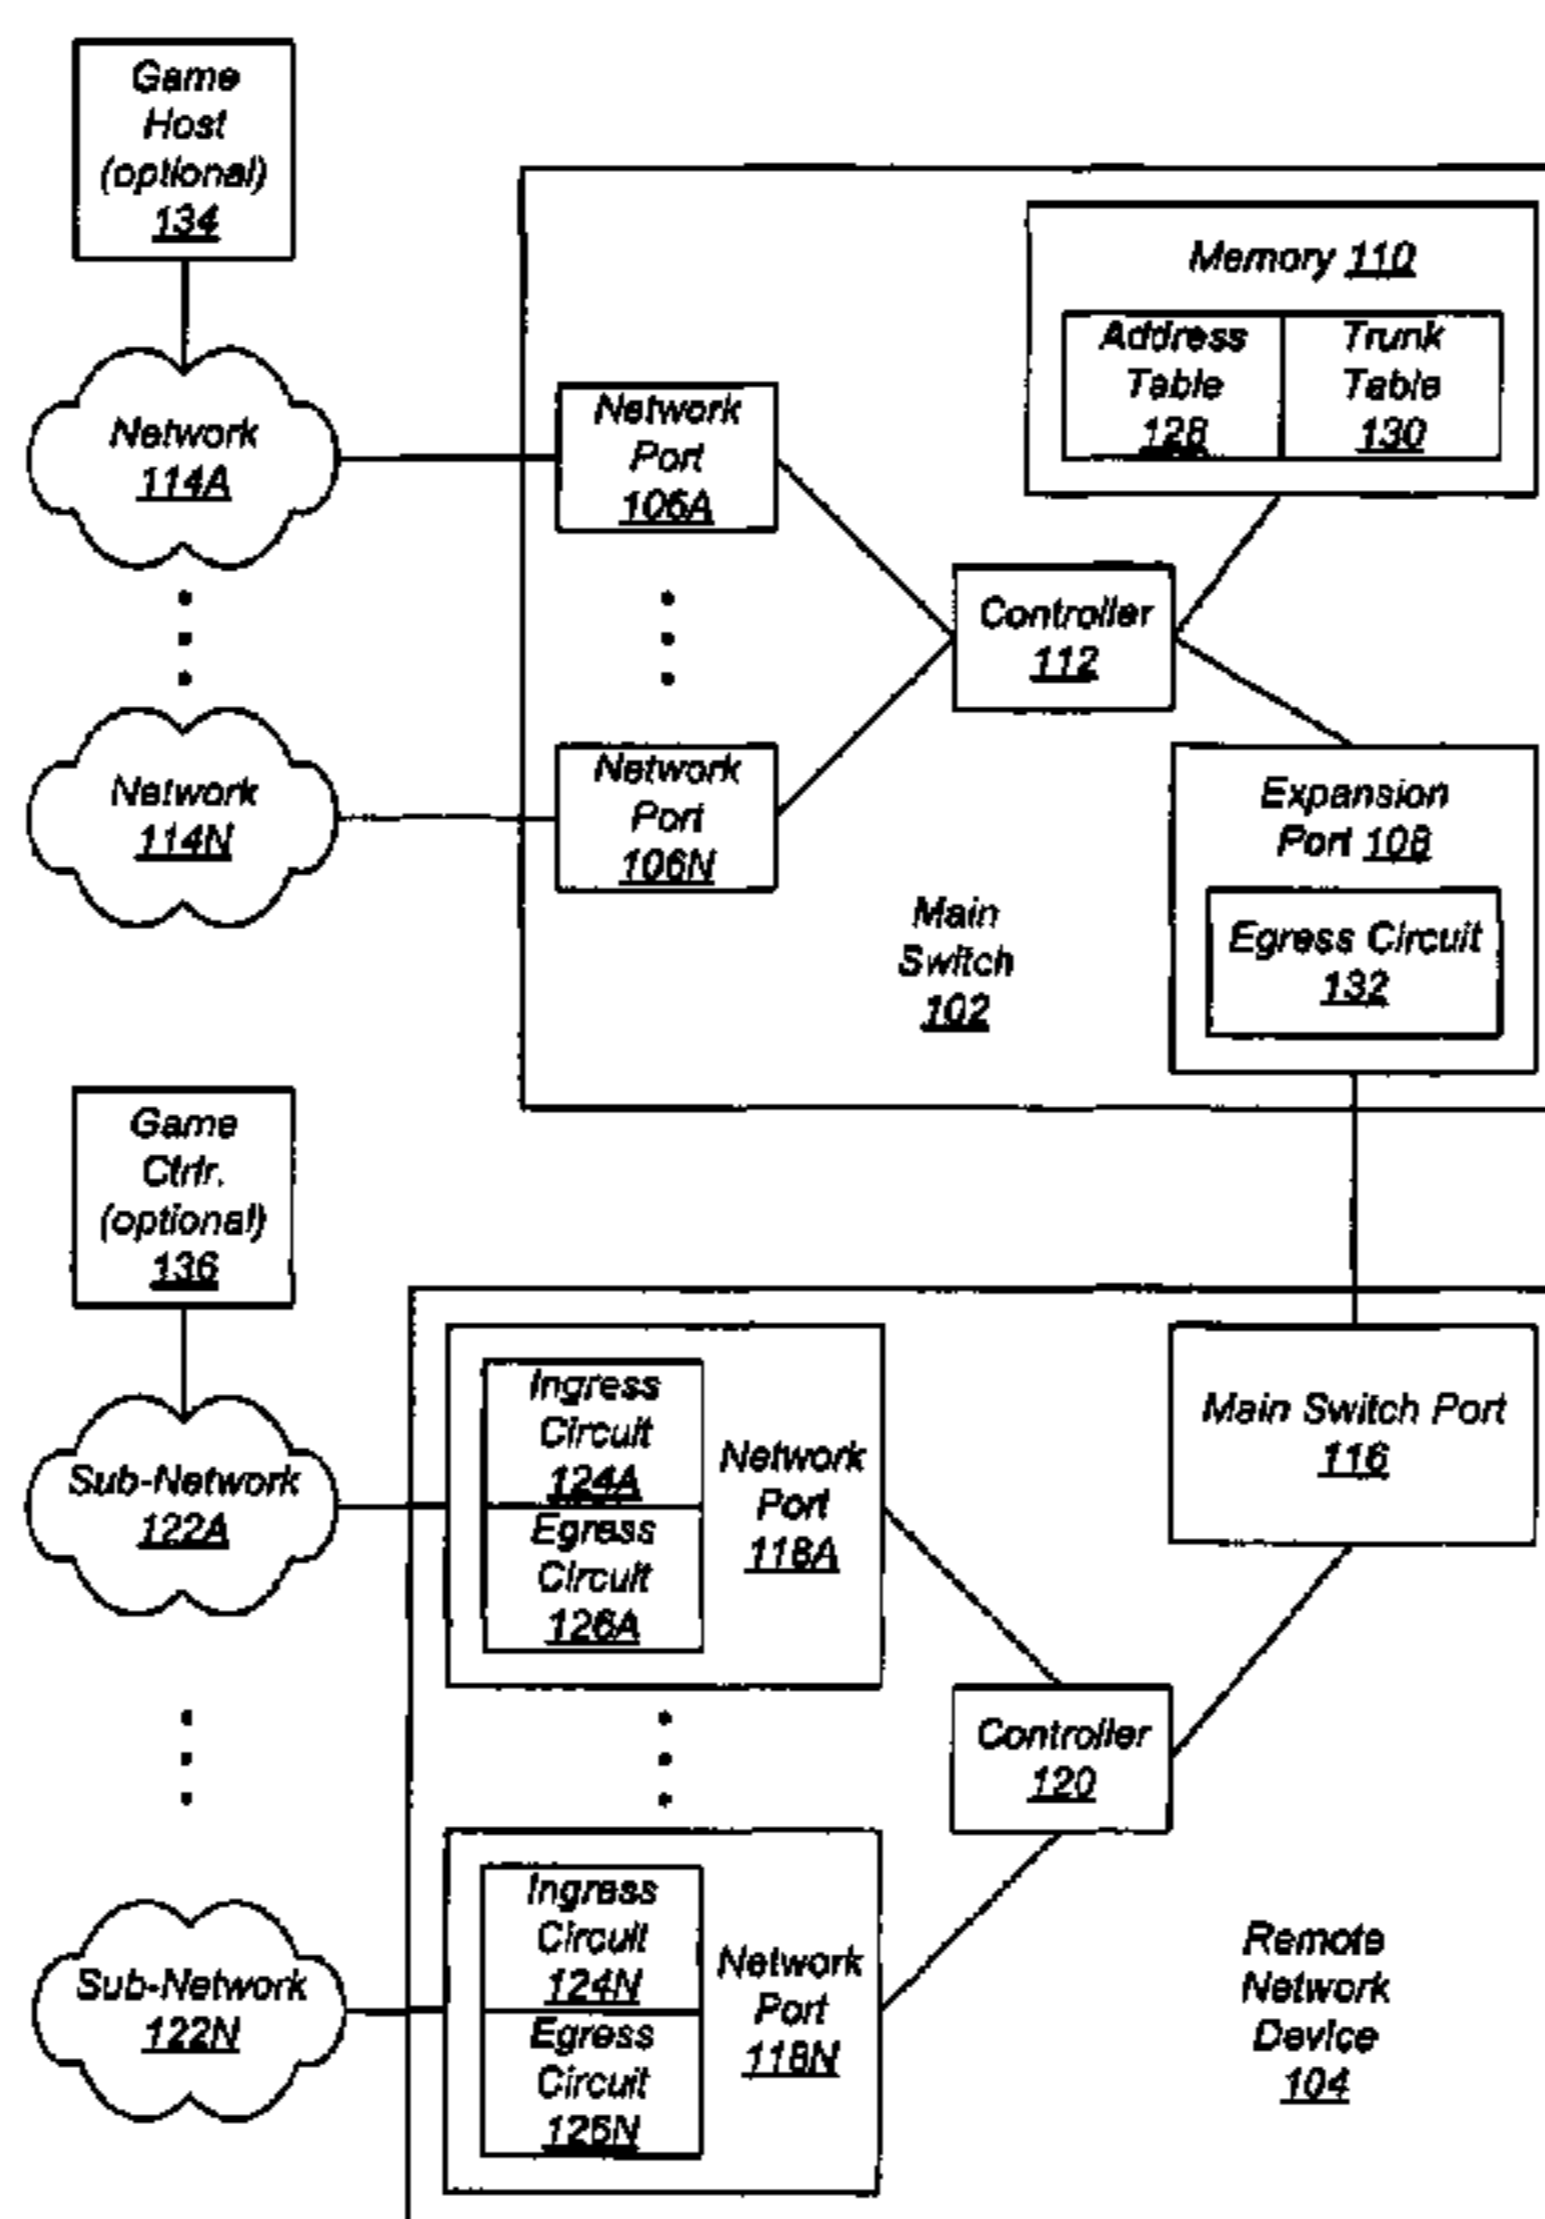 Game
Host
(optional)
134
Memory 110
Address
Table
128
Trunk
Table
130
Network
114A
Network
Port
106A
Controller
112
Network
114N
Network
Port
106N
Expansion
Port 108
Egress Circuit
132
Main
Switch
102
Game
Ctrlr.
(optional)
136
Ingress
Circuit
124A
Egress
Circuit
126A
Network
Port
118A
Main Switch Port
116
Sub-Network
122A
Controller
120
Ingress
Circuit
124N
Egress
Circuit
126N
Network
Port
118N
Sub-Network
122N
Remote
Network
Device
104